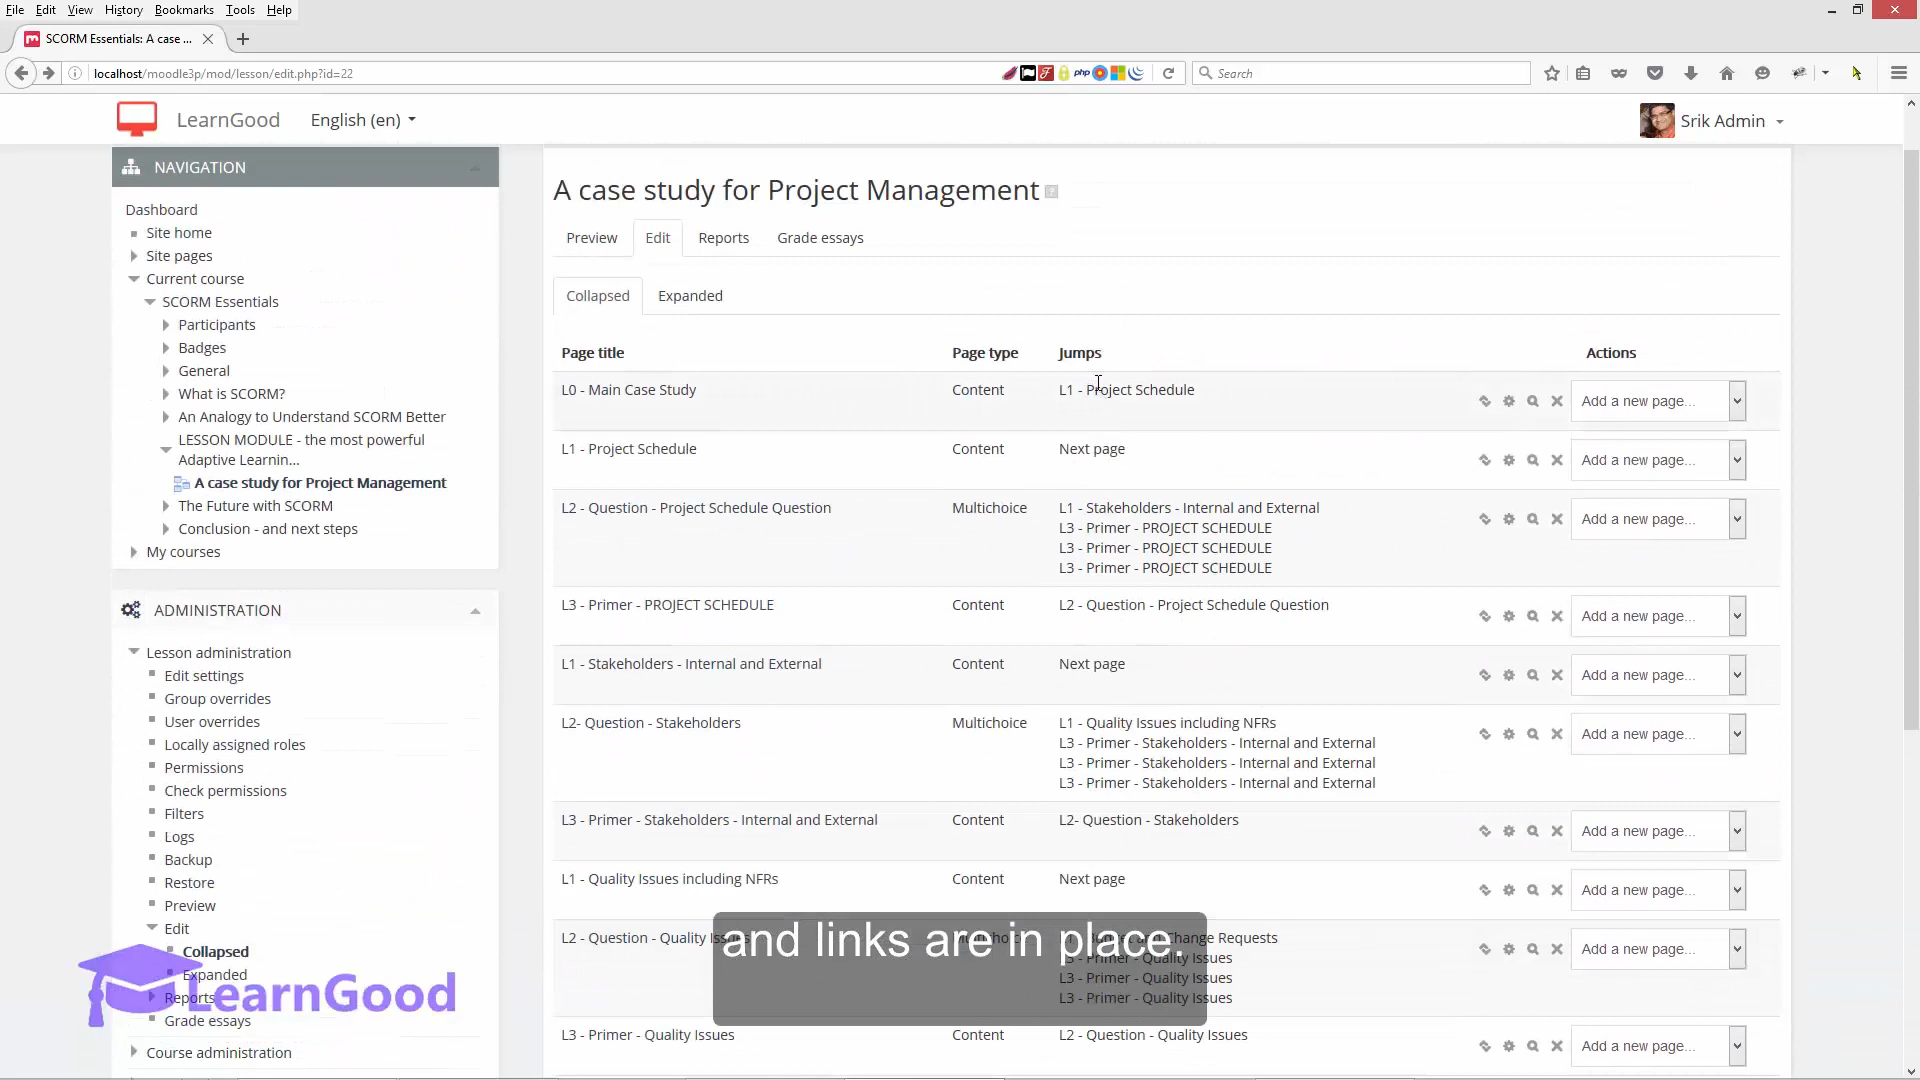 File Edit View History Bookmarks Tools Help
SCORM Essentials: A case ...
localhost/moodle3p/mod/lesson/edit.php?id=22
php
Search
LearnGood
English (en)
Srik Admin
NAVIGATION
Dashboard
Site home
Site pages
Current course
SCORM Essentials
Participants
Badges
General
What is SCORM?
An Analogy to Understand SCORM Better
LESSON MODULE - the most powerful
Adaptive Learnin...
A case study for Project Management
The Future with SCORM
Conclusion - and next steps
My courses
ADMINISTRATION
Lesson administration
Edit settings
Group overrides
User overrides
Locally assigned roles
Permissions
Check permissions
Filters
Logs
Backup
Restore
Preview
Edit
Collapsed
Expanded
Reports
Grade essays
Course administration
LearnGood
A case study for Project Management
Preview Edit Reports Grade essays
Collapsed Expanded
Page title Page type Jumps Actions
L0 - Main Case Study Content L1 - Project Schedule Add a new page...
L1 - Project Schedule Content Next page Add a new page...
L2 - Question - Project Schedule Question Multichoice L1 - Stakeholders - Internal and External Add a new page...
L3 - Primer - PROJECT SCHEDULE
L3 - Primer - PROJECT SCHEDULE
L3 - Primer - PROJECT SCHEDULE
L3 - Primer - PROJECT SCHEDULE Content L2 - Question - Project Schedule Question Add a new page...
L1 - Stakeholders - Internal and External Content Next page Add a new page...
L2- Question - Stakeholders Multichoice L1 - Quality Issues including NFRs Add a new page...
L3 - Primer - Stakeholders - Internal and External
L3 - Primer - Stakeholders - Internal and External
L3 - Primer - Stakeholders - Internal and External
L3 - Primer - Stakeholders - Internal and External Content L2- Question - Stakeholders Add a new page...
L1 - Quality Issues including NFRs Content Next page Add a new page...
L2 - Question - Quality Issues Change Requests Add a new page...
L3 - Primer - Quality Issues
L3 - Primer - Quality Issues
L3 - Primer - Quality Issues
L3 - Primer - Quality Issues Content L2 - Question - Quality Issues Add a new page...
and links are in place.